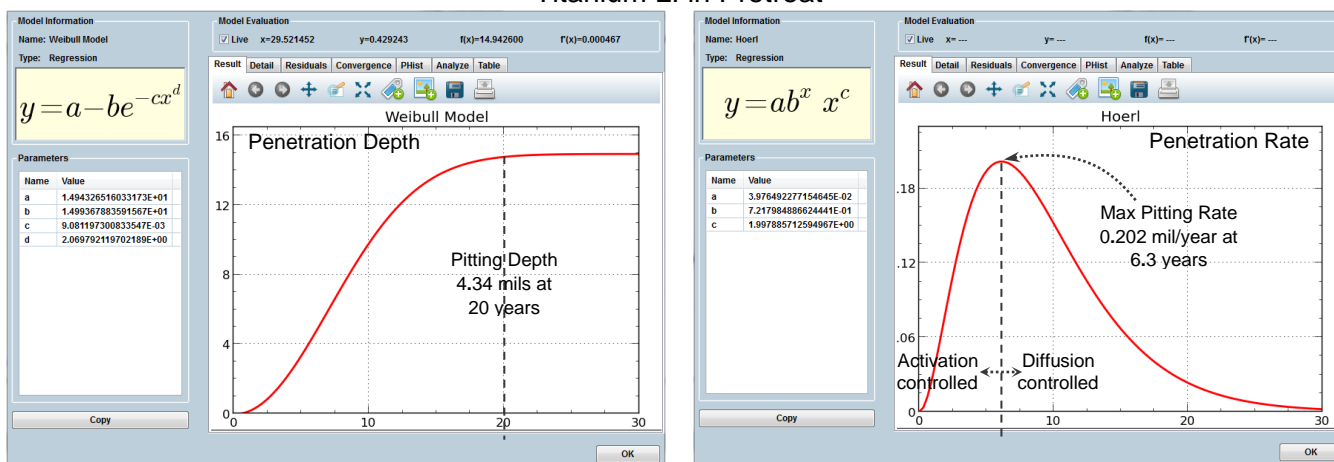 Model Information
Name: Weibull Model
Type: Regression
y=a−be^{−cx^d}
Parameters
Name Value
a 1.494326516033173E+01
b 1.499367883591567E+01
c 9.081197300833547E-03
d 2.069792119702189E+00
Copy
Model Evaluation
Live x=29.521452 y=0.429243 f(x)=14.942600 f'(x)=0.000467
Result Detail Residuals Convergence PHist Analyze Table
Weibull Model
Penetration Depth
16
12
8
4
0
Pitting Depth
4.34 mils at
20 years
0 10 20 30
OK
Model Information
Name: Hoerl
Type: Regression
y=ab^x x^c
Parameters
Name Value
a 3.976492277154645E-02
b 7.217984886624441E-01
c 1.997885712594967E+00
Copy
Model Evaluation
Live x= --- y= --- f(x)= --- f'(x)= ---
Result Detail Residuals Convergence PHist Analyze Table
Hoerl
Penetration Rate
.18
.12
.06
0
Max Pitting Rate
0.202 mil/year at
6.3 years
Activation
controlled
Diffusion
controlled
0 10 20 30
OK